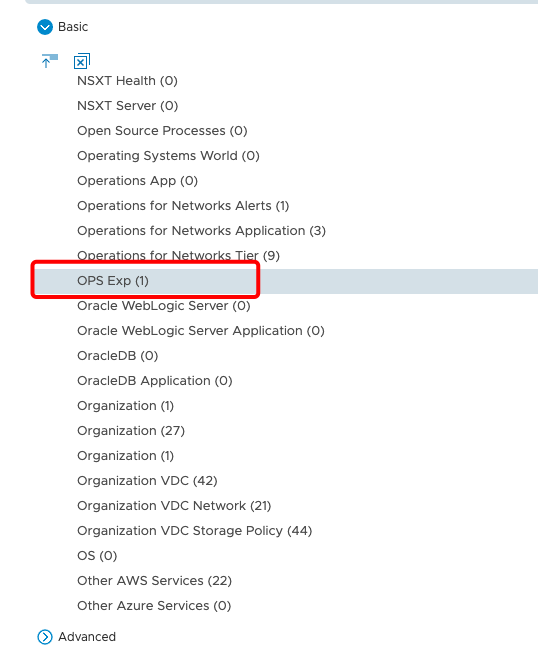 Basic
NSXT Health (0)
NSXT Server (0)
Open Source Processes (0)
Operating Systems World (0)
Operations App (0)
Operations for Networks Alerts (1)
Operations for Networks Application (3)
Operations for Networks Tier (9)
OPS Exp (1)
Oracle WebLogic Server (0)
Oracle WebLogic Server Application (0)
OracleDB (0)
OracleDB Application (0)
Organization (1)
Organization (27)
Organization (1)
Organization VDC (42)
Organization VDC Network (21)
Organization VDC Storage Policy (44)
OS (0)
Other AWS Services (22)
Other Azure Services (0)
Advanced